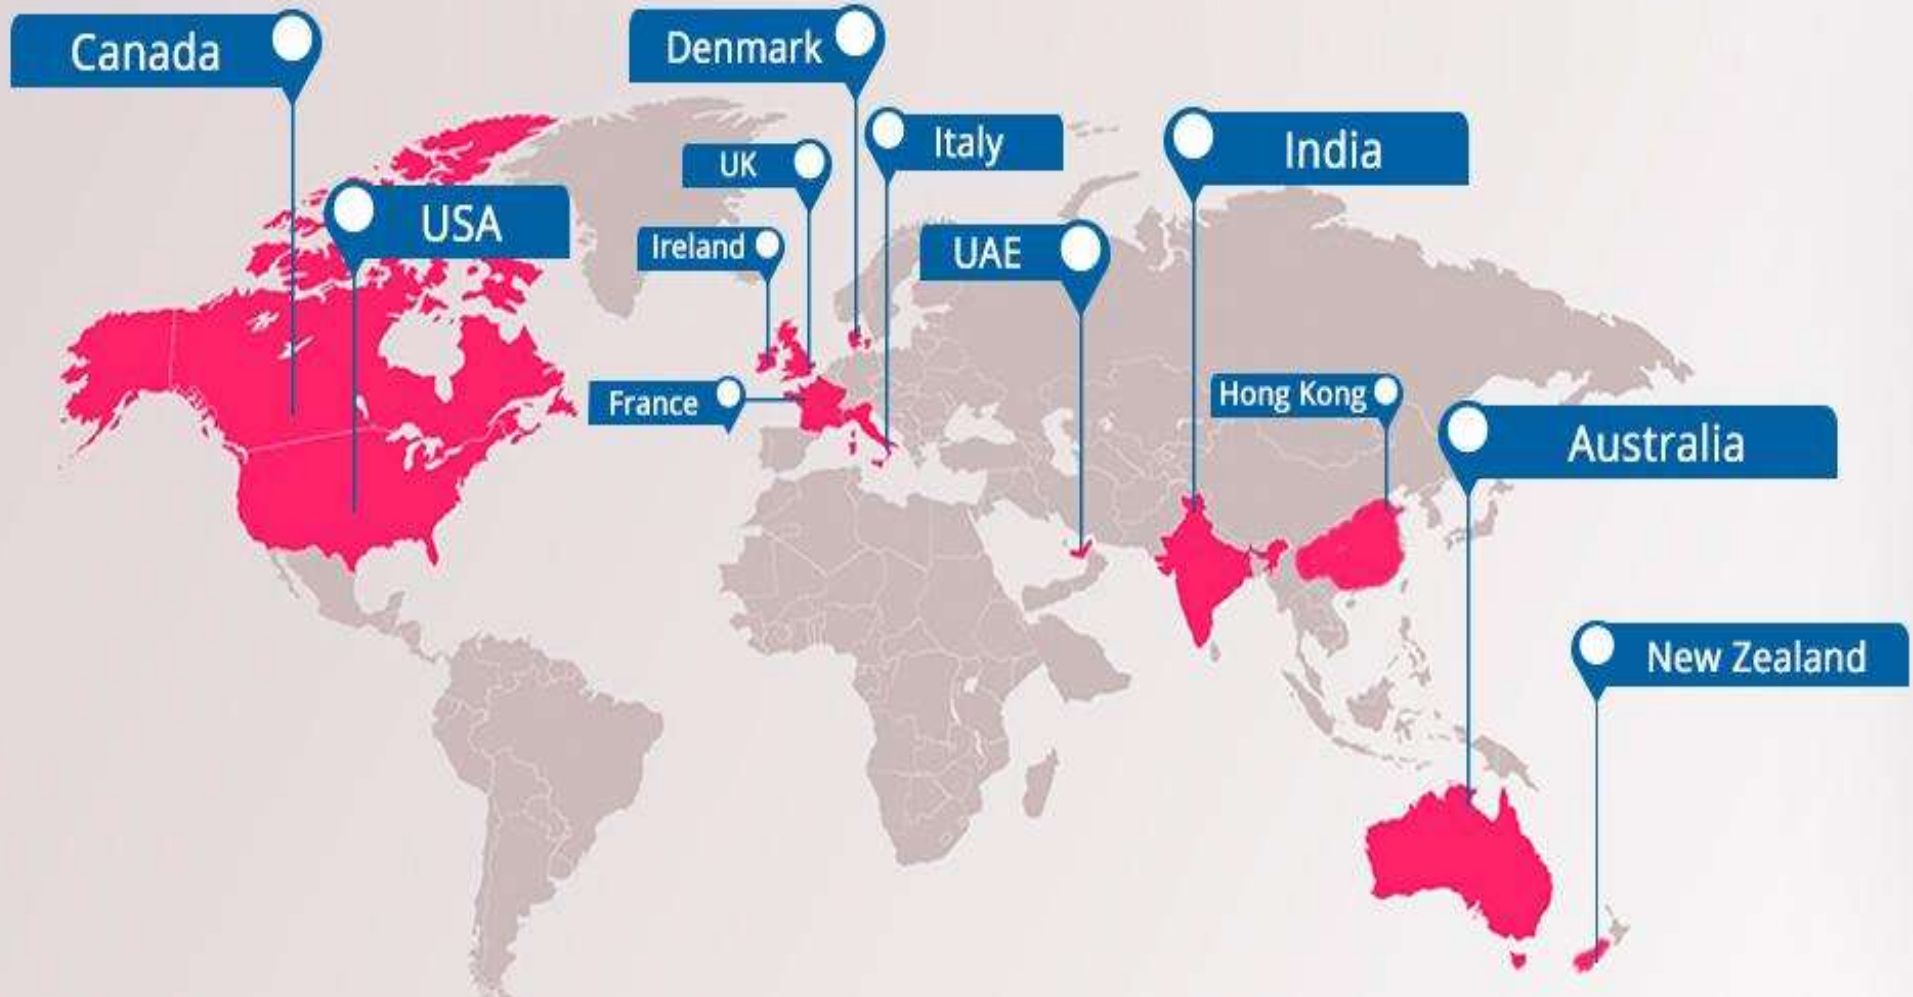 Canada
Denmark
Italy
India
UK
USA
Ireland
UAE
France
Hong Kong
Australia
New Zealand